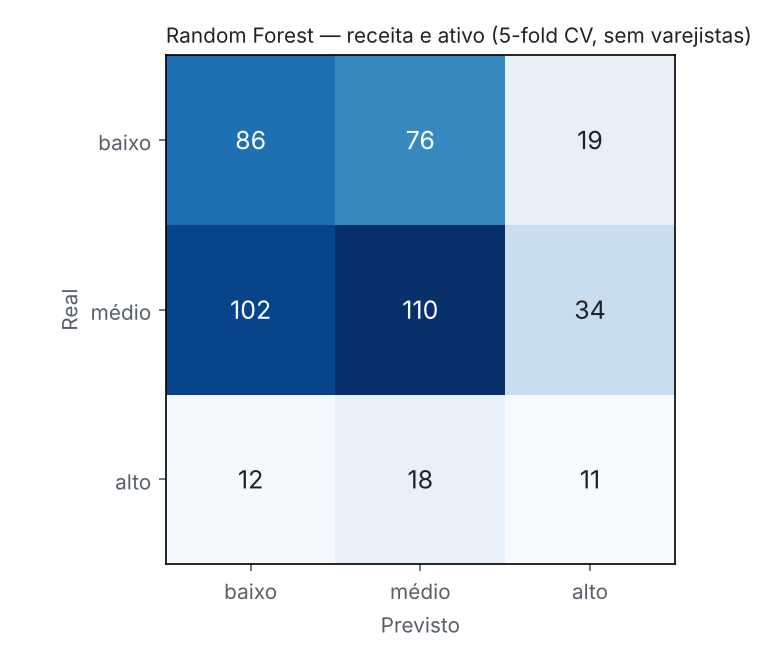 Random Forest — receita e ativo (5-fold CV, sem varejistas)
baixo 86 76 19
Real
médio 102 110 34
alto 12 18 11
baixo médio alto
Previsto